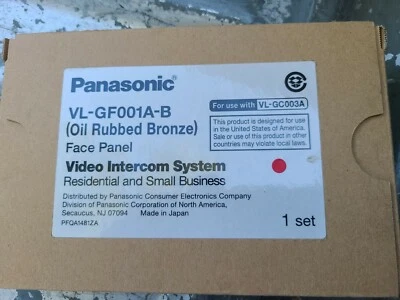 Panasonic
VL-GF001A-B
(Oil Rubbed Bronze)
Face Panel
For use with VL-GC003A
This product is designed for use
in the United States of America.
Sale or use of this product in other
countries may violate local laws.
Video Intercom System
Residential and Small Business
Distributed by Panasonic Consumer Electronics Company
Division of Panasonic Corporation of North America,
Secaucus, NJ 07094 Made in Japan
PFQA1481ZA
1 set